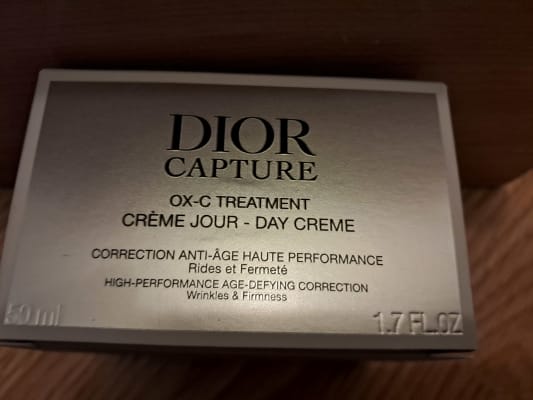 DIOR
CAPTURE
OX-C TREATMENT
CRÈME JOUR - DAY CREME
CORRECTION ANTI-ÂGE HAUTE PERFORMANCE
Rides et Fermeté
HIGH-PERFORMANCE AGE-DEFYING CORRECTION
Wrinkles & Firmness
50 ml
1.7 FL.OZ